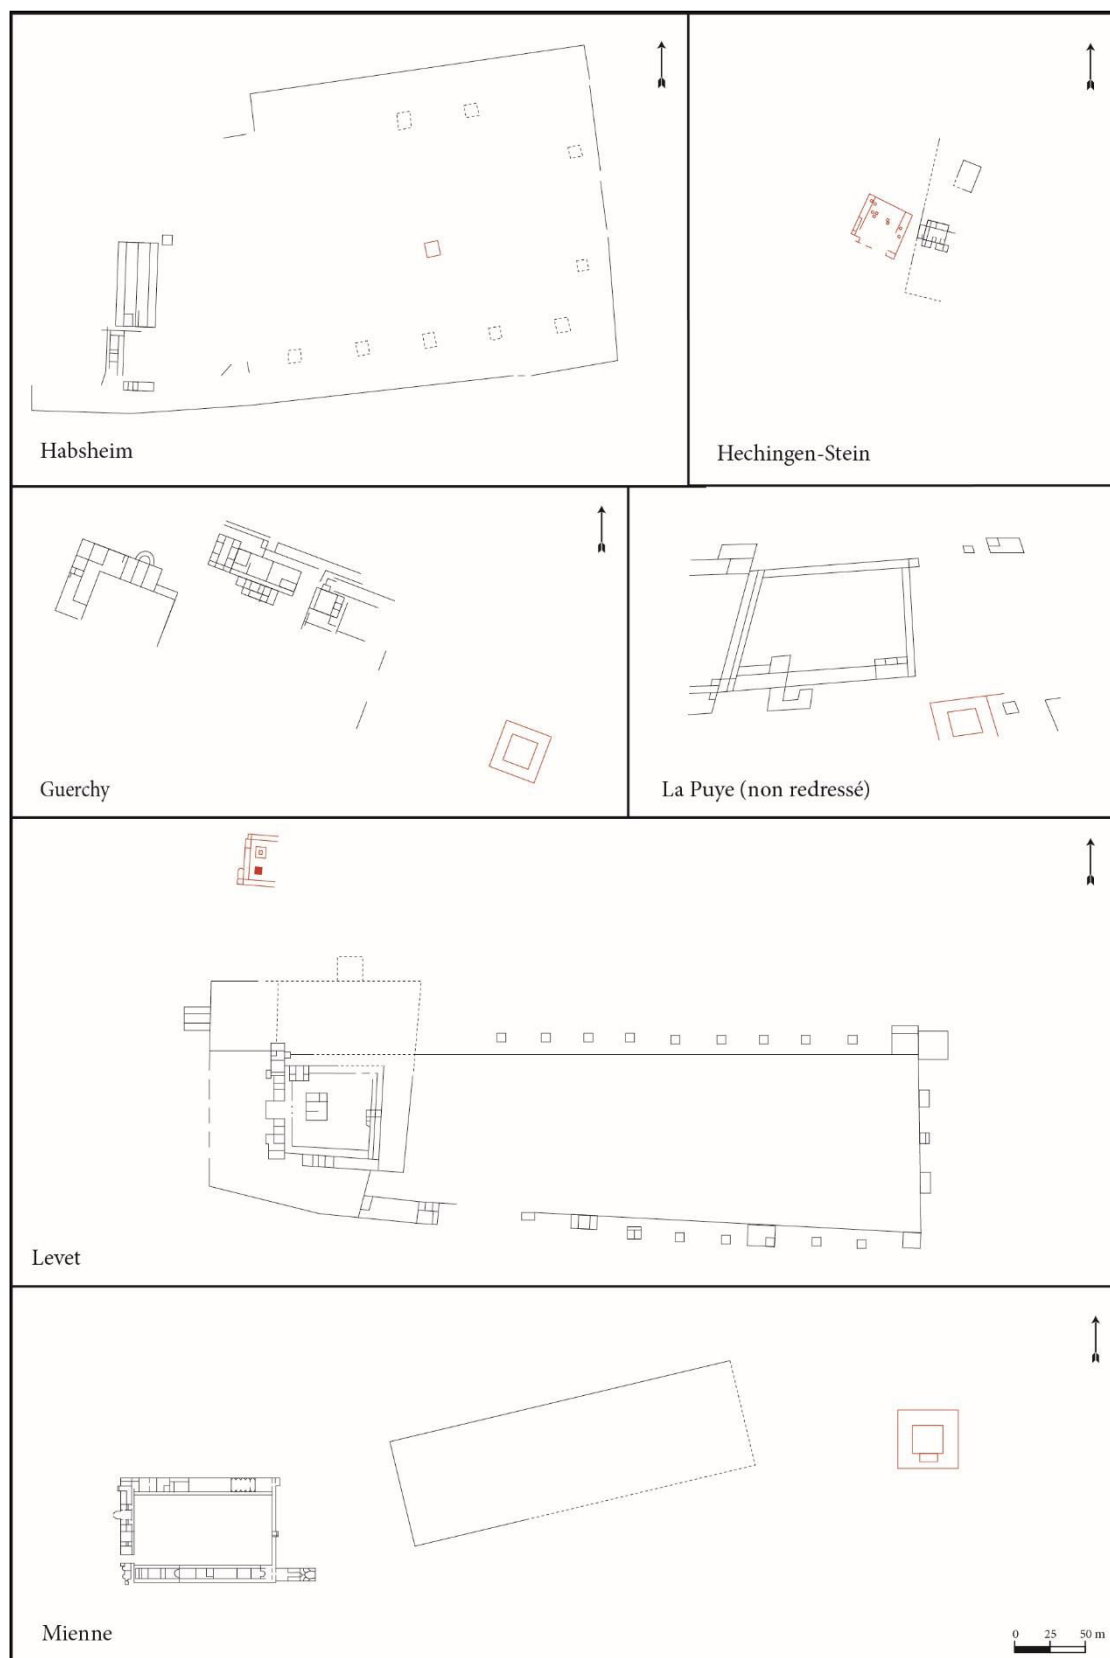 Habsheim
Hechingen-Stein
Guerchy
La Puye (non redressé)
Levet
Mienne
0 25 50 m